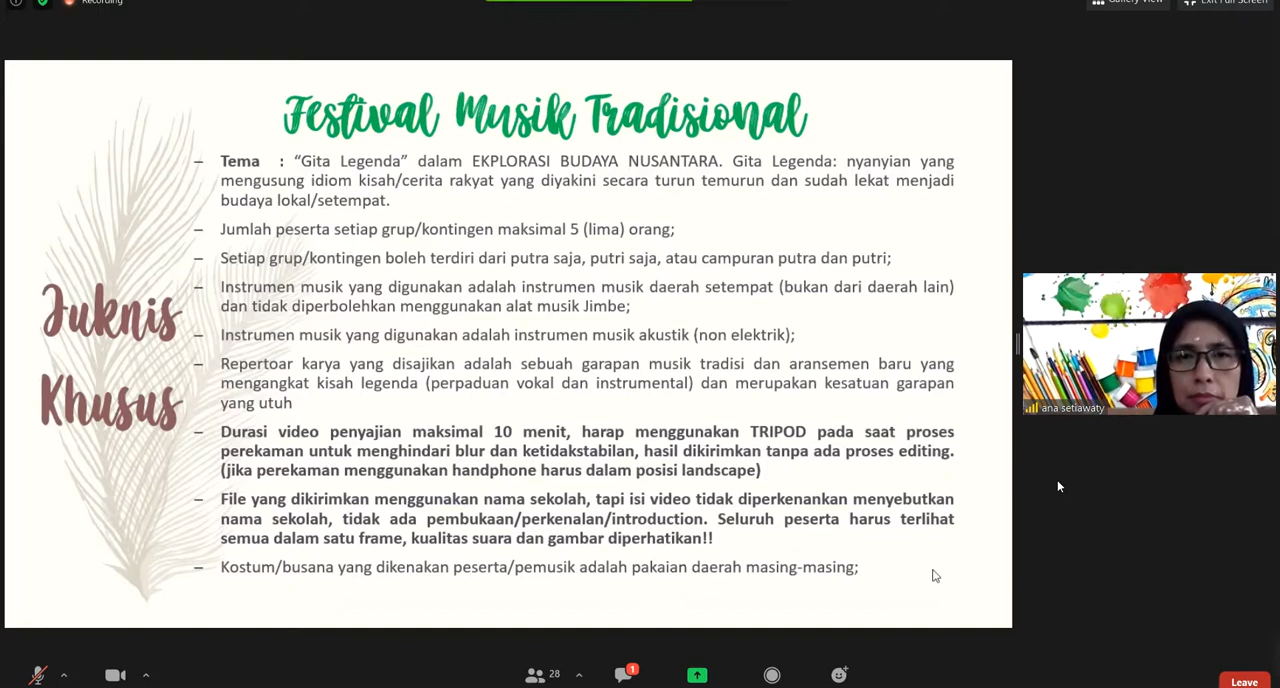 Recording
Gallery View
Exit Full Screen
Festival Musik Tradisional
Juknis
Khusus
– Tema : “Gita Legenda” dalam EKPLORASI BUDAYA NUSANTARA. Gita Legenda: nyanyian yang
mengusung idiom kisah/cerita rakyat yang diyakini secara turun temurun dan sudah lekat menjadi
budaya lokal/setempat.
– Jumlah peserta setiap grup/kontingen maksimal 5 (lima) orang;
– Setiap grup/kontingen boleh terdiri dari putra saja, putri saja, atau campuran putra dan putri;
– Instrumen musik yang digunakan adalah instrumen musik daerah setempat (bukan dari daerah lain)
dan tidak diperbolehkan menggunakan alat musik Jimbe;
– Instrumen musik yang digunakan adalah instrumen musik akustik (non elektrik);
– Repertoar karya yang disajikan adalah sebuah garapan musik tradisi dan aransemen baru yang
mengangkat kisah legenda (perpaduan vokal dan instrumental) dan merupakan kesatuan garapan
yang utuh
– Durasi video penyajian maksimal 10 menit, harap menggunakan TRIPOD pada saat proses
perekaman untuk menghindari blur dan ketidakstabilan, hasil dikirimkan tanpa ada proses editing.
(jika perekaman menggunakan handphone harus dalam posisi landscape)
– File yang dikirimkan menggunakan nama sekolah, tapi isi video tidak diperkenankan menyebutkan
nama sekolah, tidak ada pembukaan/perkenalan/introduction. Seluruh peserta harus terlihat
semua dalam satu frame, kualitas suara dan gambar diperhatikan!!
– Kostum/busana yang dikenakan peserta/pemusik adalah pakaian daerah masing-masing;
ana setiawaty
28
1
Leave